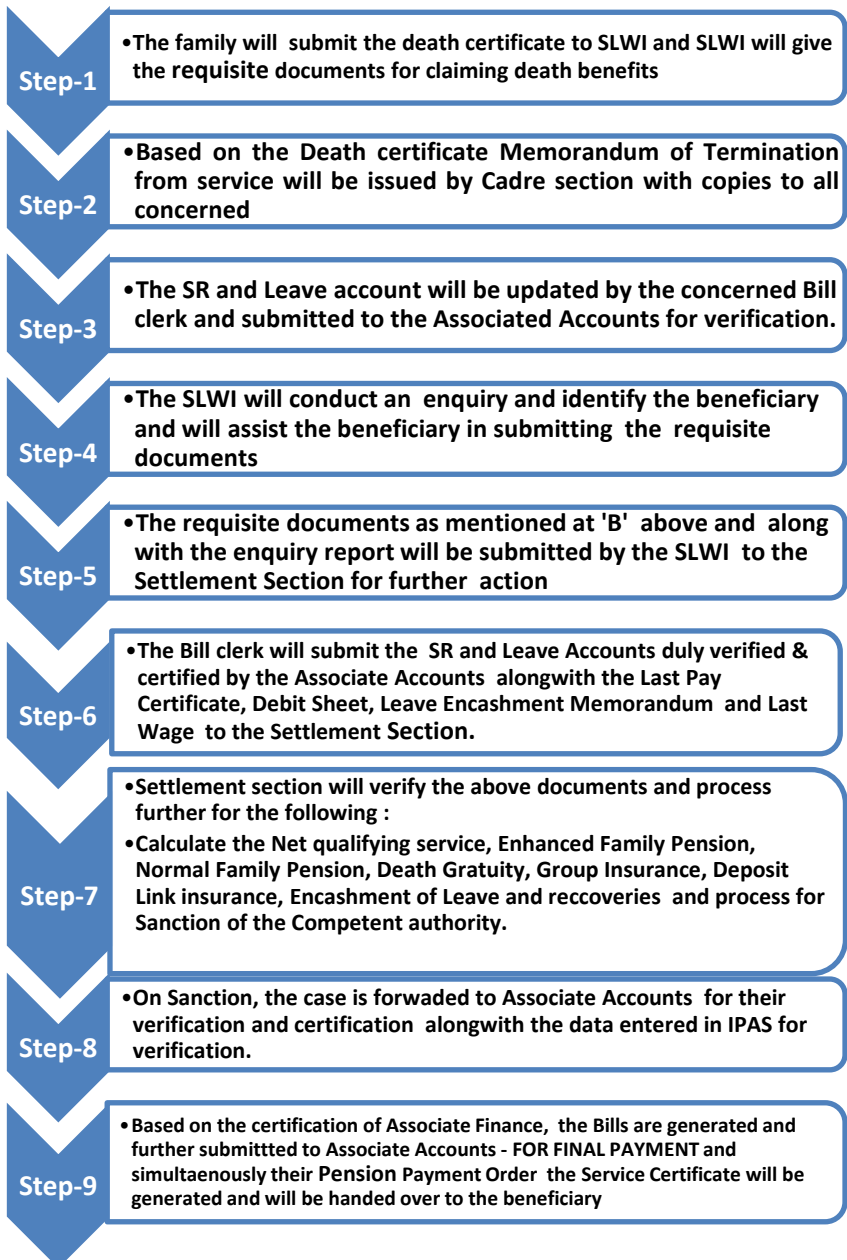 Step-1
•The family will submit the death certificate to SLWI and SLWI will give
the requisite documents for claiming death benefits
Step-2
•Based on the Death certificate Memorandum of Termination
from service will be issued by Cadre section with copies to all
concerned
Step-3
•The SR and Leave account will be updated by the concerned Bill
clerk and submitted to the Associated Accounts for verification.
Step-4
•The SLWI will conduct an enquiry and identify the beneficiary
and will assist the beneficiary in submitting the requisite
documents
Step-5
•The requisite documents as mentioned at 'B' above and along
with the enquiry report will be submitted by the SLWI to the
Settlement Section for further action
Step-6
•The Bill clerk will submit the SR and Leave Accounts duly verified &
certified by the Associate Accounts alongwith the Last Pay
Certificate, Debit Sheet, Leave Encashment Memorandum and Last
Wage to the Settlement Section.
Step-7
•Settlement section will verify the above documents and process
further for the following :
•Calculate the Net qualifying service, Enhanced Family Pension,
Normal Family Pension, Death Gratuity, Group Insurance, Deposit
Link insurance, Encashment of Leave and reccoveries and process for
Sanction of the Competent authority.
Step-8
•On Sanction, the case is forwaded to Associate Accounts for their
verification and certification alongwith the data entered in IPAS for
verification.
Step-9
•Based on the certification of Associate Finance, the Bills are generated and
further submittted to Associate Accounts - FOR FINAL PAYMENT and
simultaenously their Pension Payment Order the Service Certificate will be
generated and will be handed over to the beneficiary